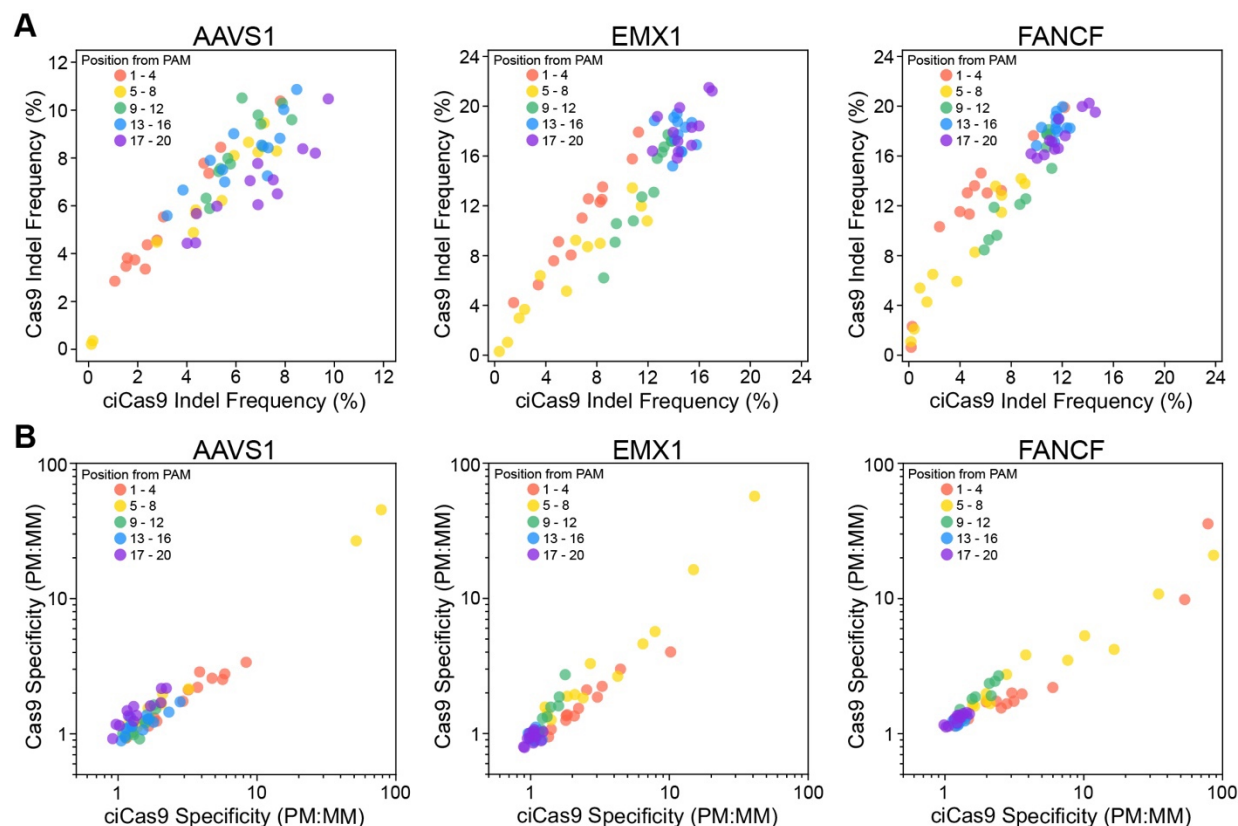 A
AAVS1
EMX1
FANCF
Position from PAM
1 - 4
5 - 8
9 - 12
13 - 16
17 - 20
Cas9 Indel Frequency (%)
12
10
8
6
4
2
0
0 2 4 6 8 10 12
ciCas9 Indel Frequency (%)
Position from PAM
1 - 4
5 - 8
9 - 12
13 - 16
17 - 20
Cas9 Indel Frequency (%)
24
20
16
12
8
4
0
0 4 8 12 16 20 24
ciCas9 Indel Frequency (%)
Position from PAM
1 - 4
5 - 8
9 - 12
13 - 16
17 - 20
Cas9 Indel Frequency (%)
24
20
16
12
8
4
0
0 4 8 12 16 20 24
ciCas9 Indel Frequency (%)
B
AAVS1
EMX1
FANCF
Position from PAM
1 - 4
5 - 8
9 - 12
13 - 16
17 - 20
Cas9 Specificity (PM:MM)
100
10
1
1 10 100
ciCas9 Specificity (PM:MM)
Position from PAM
1 - 4
5 - 8
9 - 12
13 - 16
17 - 20
Cas9 Specificity (PM:MM)
100
10
1
1 10 100
ciCas9 Specificity (PM:MM)
Position from PAM
1 - 4
5 - 8
9 - 12
13 - 16
17 - 20
Cas9 Specificity (PM:MM)
100
10
1
1 10 100
ciCas9 Specificity (PM:MM)